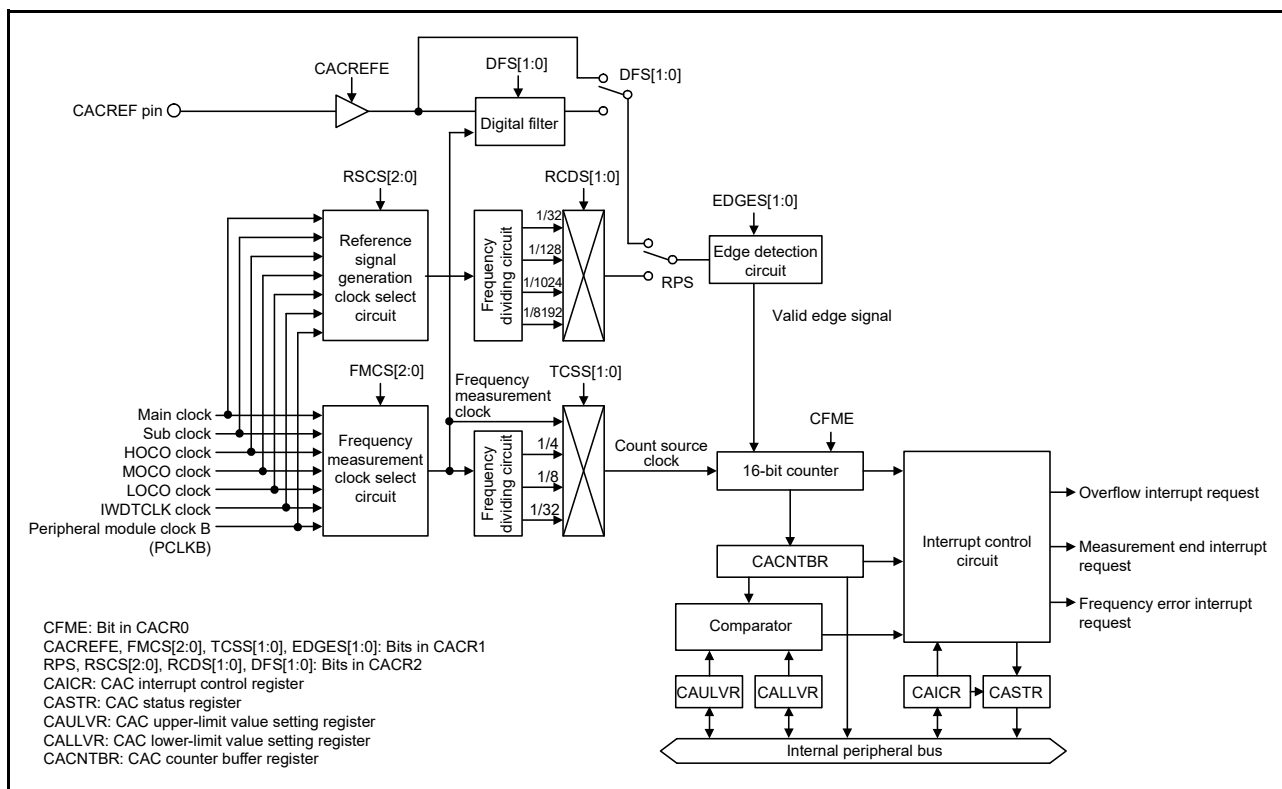 CACREFE
DFS[1:0]
DFS[1:0]
CACREF pin
Digital filter
RSCS[2:0]
RCDS[1:0]
EDGES[1:0]
Reference
signal
generation
clock select
circuit
Frequency
dividing circuit
1/32
1/128
1/1024
1/8192
RPS
Edge detection
circuit
Valid edge signal
FMCS[2:0]
Frequency
measurement
clock
TCSS[1:0]
Main clock
Sub clock
HOCO clock
MOCO clock
LOCO clock
IWDTCLK clock
Peripheral module clock B
(PCLKB)
Frequency
measurement
clock select
circuit
Frequency
dividing circuit
1/4
1/8
1/32
Count source
clock
CFME
16-bit counter
CACNTBR
Comparator
CAULVR
CALLVR
Interrupt control
circuit
CAICR
CASTR
Overflow interrupt request
Measurement end interrupt
request
Frequency error interrupt
request
Internal peripheral bus
CFME: Bit in CACR0
CACREFE, FMCS[2:0], TCSS[1:0], EDGES[1:0]: Bits in CACR1
RPS, RSCS[2:0], RCDS[1:0], DFS[1:0]: Bits in CACR2
CAICR: CAC interrupt control register
CASTR: CAC status register
CAULVR: CAC upper-limit value setting register
CALLVR: CAC lower-limit value setting register
CACNTBR: CAC counter buffer register